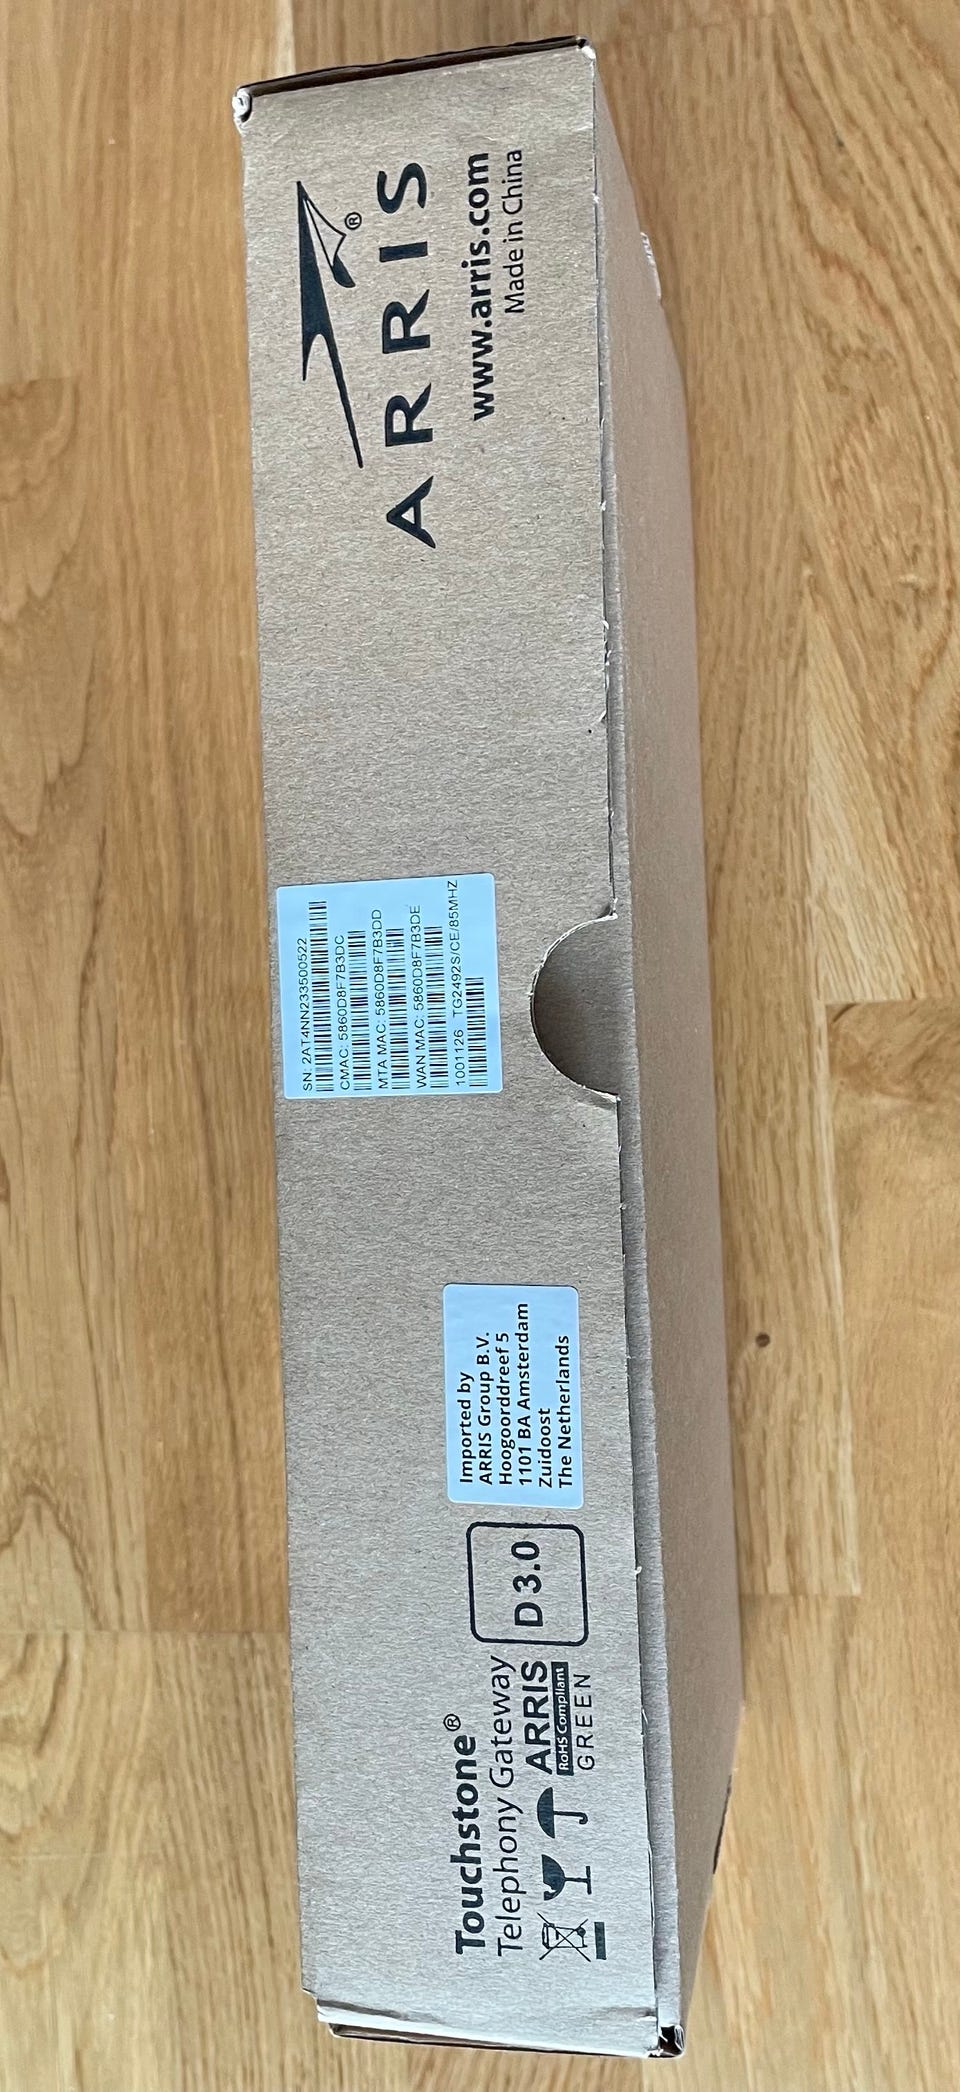 ARRIS®
www.arris.com
Made in China
SN: 2AT4NN233500522
CMAC: 5860D8F7B3DC
MTA MAC: 5860D8F7B3DD
WAN MAC: 5860D8F7B3DE
1001126 TG2492S/CE/85MHZ
Imported by
ARRIS Group B.V.
Hoogoorddreef 5
1101 BA Amsterdam
Zuidoost
The Netherlands
Touchstone®
Telephony Gateway
ARRIS
RoHS Compliant
GREEN
D 3.0